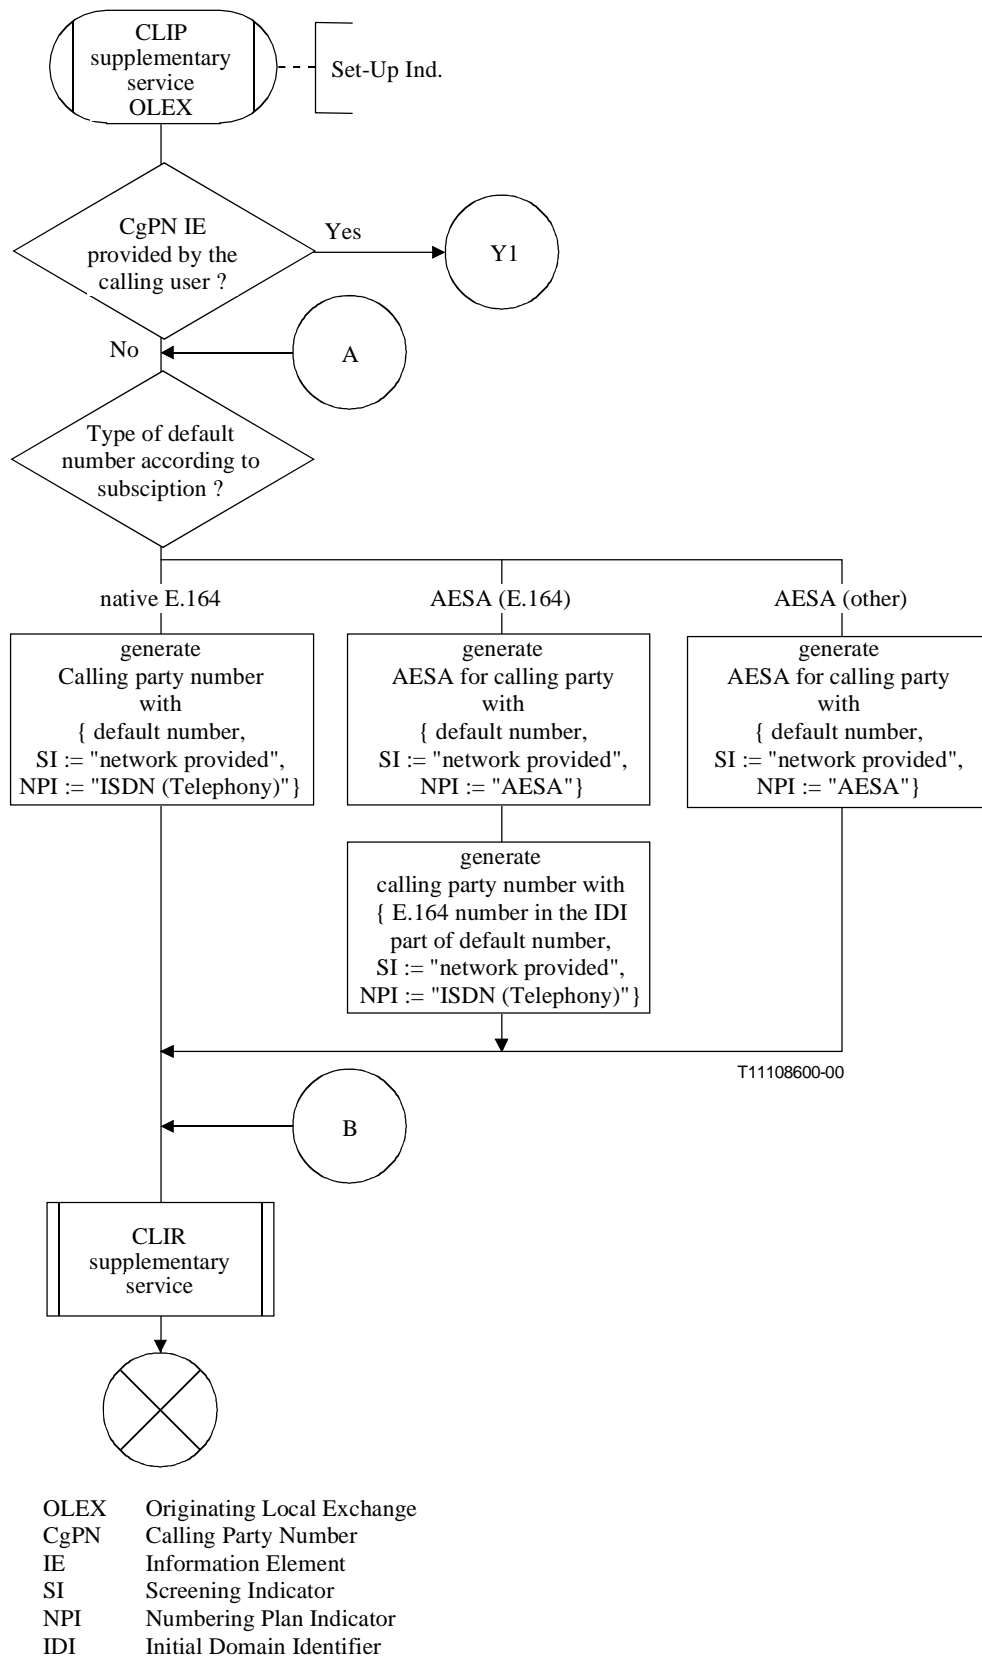 CLIP
supplementary
service
OLEX
Set-Up Ind.
CgPN IE
provided by the
calling user ?
Yes
Y1
No
A
Type of default
number according to
subsciption ?
native E.164
AESA (E.164)
AESA (other)
generate
Calling party number
with
{ default number,
SI := "network provided",
NPI := "ISDN (Telephony)"}
generate
AESA for calling party
with
{ default number,
SI := "network provided",
NPI := "AESA"}
generate
AESA for calling party
with
{ default number,
SI := "network provided",
NPI := "AESA"}
generate
calling party number with
{ E.164 number in the IDI
part of default number,
SI := "network provided",
NPI := "ISDN (Telephony)"}
T11108600-00
B
CLIR
supplementary
service
OLEX Originating Local Exchange
CgPN Calling Party Number
IE Information Element
SI Screening Indicator
NPI Numbering Plan Indicator
IDI Initial Domain Identifier